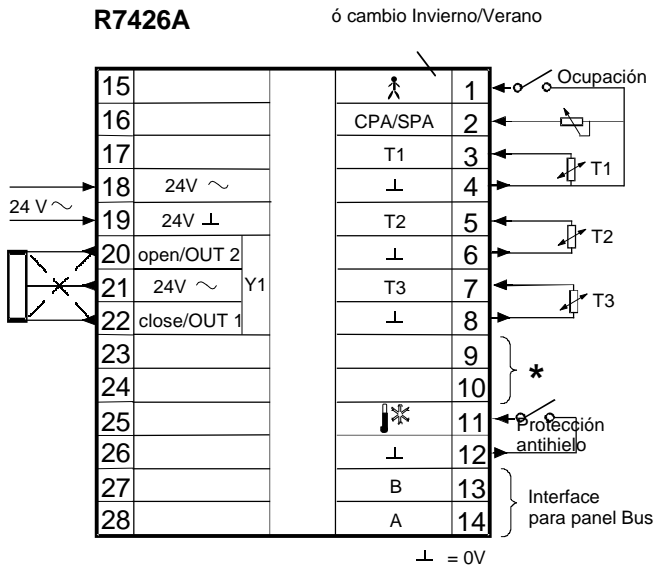 R7426A
ó cambio Invierno/Verano
15 1 Ocupación
16 CPA/SPA 2
17 T1 3 T1
18 24V ~ ⊥ 4
24 V ~
19 24V ⊥ T2 5
20 open/OUT 2 ⊥ 6 T2
21 24V ~ Y1 T3 7 T3
22 close/OUT 1 ⊥ 8
23 9
24 10 *
25 11 Protección
26 ⊥ 12 antihielo
27 B 13 Interface
28 A 14 para panel Bus
⊥ = 0V